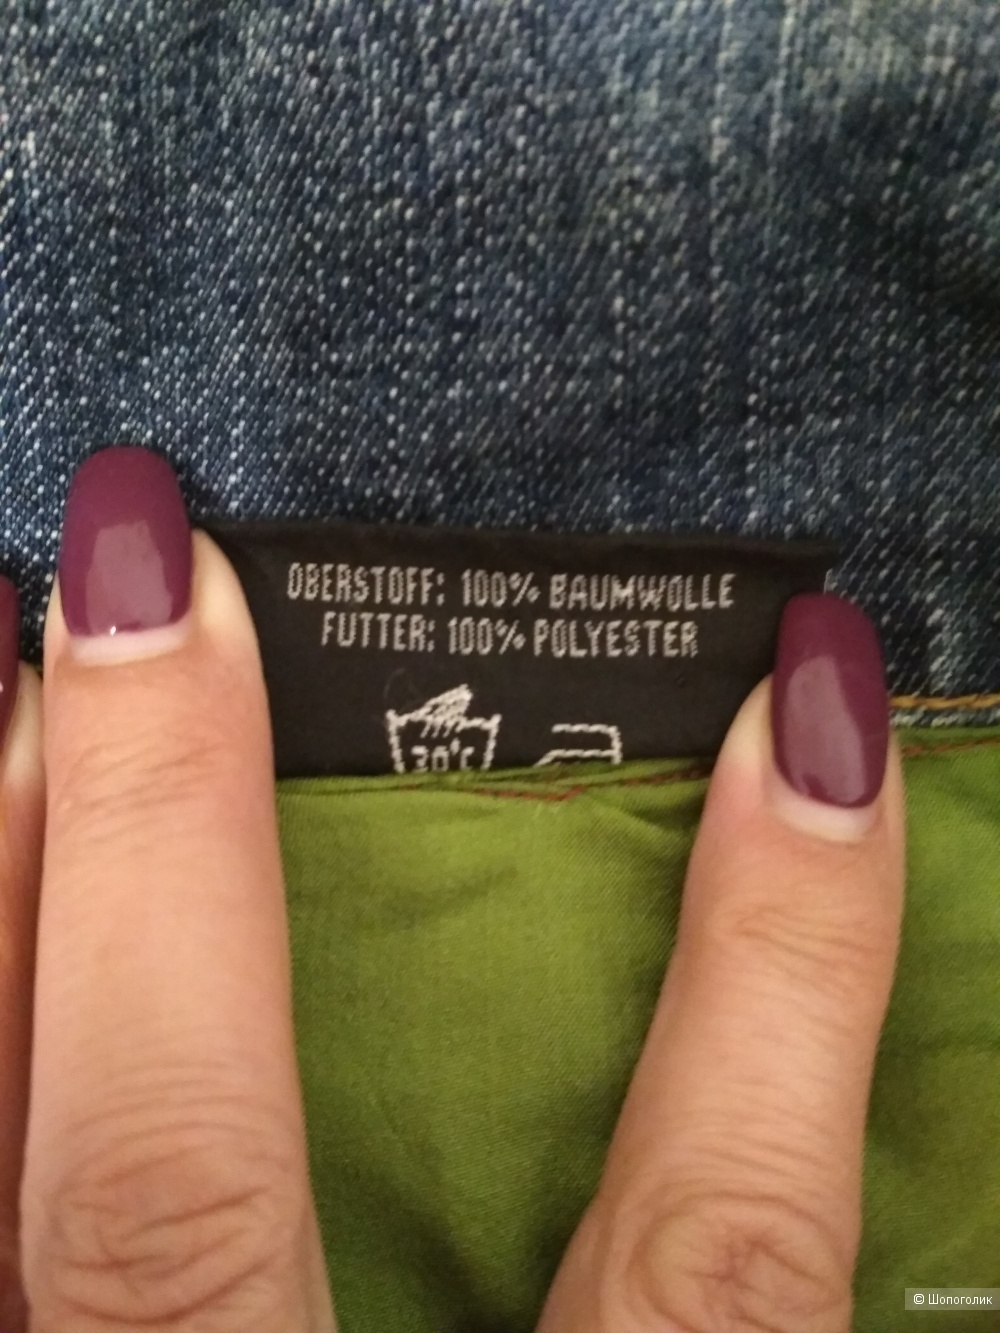 OBERSTOFF: 100% BAUMWOLLE
FUTTER: 100% POLYESTER
30°C
© Шопоголик